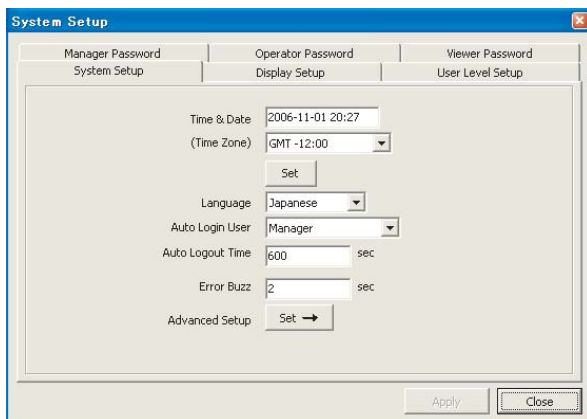 System Setup
Manager Password Operator Password Viewer Password
System Setup Display Setup User Level Setup
Time & Date 2006-11-01 20:27
(Time Zone) GMT -12:00
Set
Language Japanese
Auto Login User Manager
Auto Logout Time 600 sec
Error Buzz 2 sec
Advanced Setup Set →
Apply Close